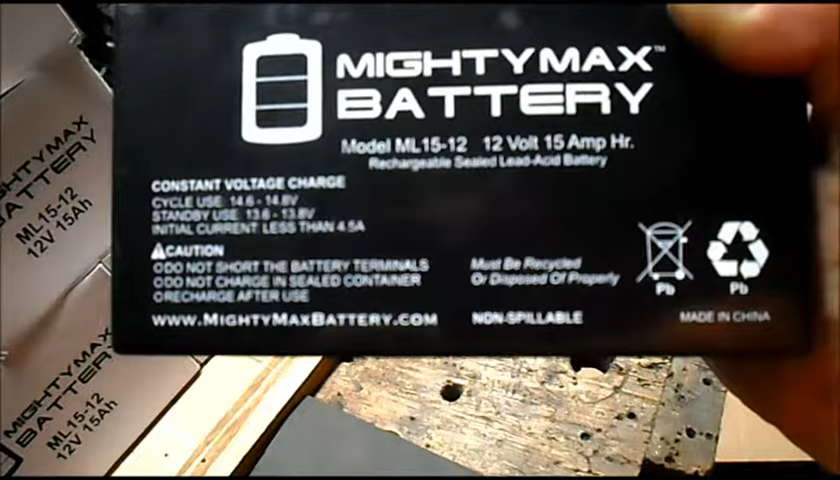 MIGHTYMAX™
BATTERY
Model ML15-12 12 Volt 15 Amp Hr.
Rechargeable Sealed Lead-Acid Battery
CONSTANT VOLTAGE CHARGE
CYCLE USE: 14.6 - 14.8V
STANDBY USE: 13.6 - 13.8V
INITIAL CURRENT LESS THAN 4.5A
⚠CAUTION
DO NOT SHORT THE BATTERY TERMINALS
DO NOT CHARGE IN SEALED CONTAINER
RECHARGE AFTER USE
WWW.MIGHTYMAXBATTERY.COM
Must Be Recycled
Or Disposed Of Properly
NON-SPILLABLE
Pb
Pb
MADE IN CHINA
MIGHTYMAX
BATTERY
ML15-12
12V 15Ah
MIGHTYMAX
BATTERY
ML15-12
12V 15Ah